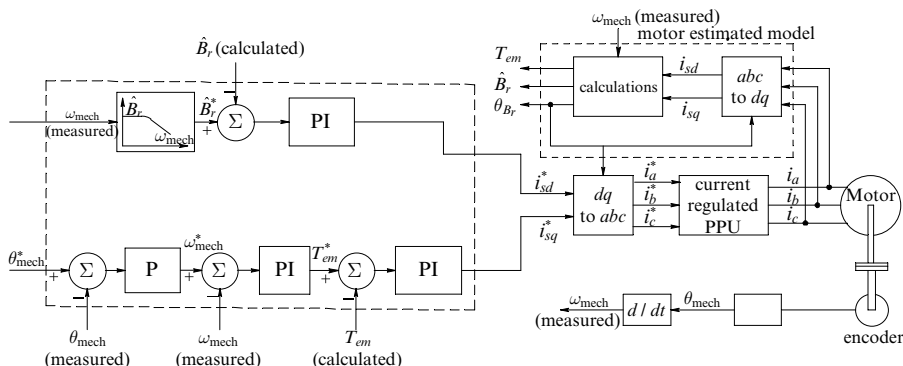 ω_mech (measured)
motor estimated model
B̂_r (calculated)
T_em
B̂_r
θ_Br
calculations
i_sd
i_sq
abc
to dq
ω_mech
(measured)
B̂_r
ω_mech
B̂_r*
+
−
Σ
PI
i_sd*
i_sq*
dq
to abc
i_a*
i_b*
i_c*
current
regulated
PPU
i_a
i_b
i_c
Motor
θ*_mech
+
−
Σ
P
ω*_mech
+
−
Σ
PI
T_em*
+
−
Σ
PI
θ_mech
(measured)
ω_mech
(measured)
T_em
(calculated)
ω_mech
(measured)
d / dt
θ_mech
encoder